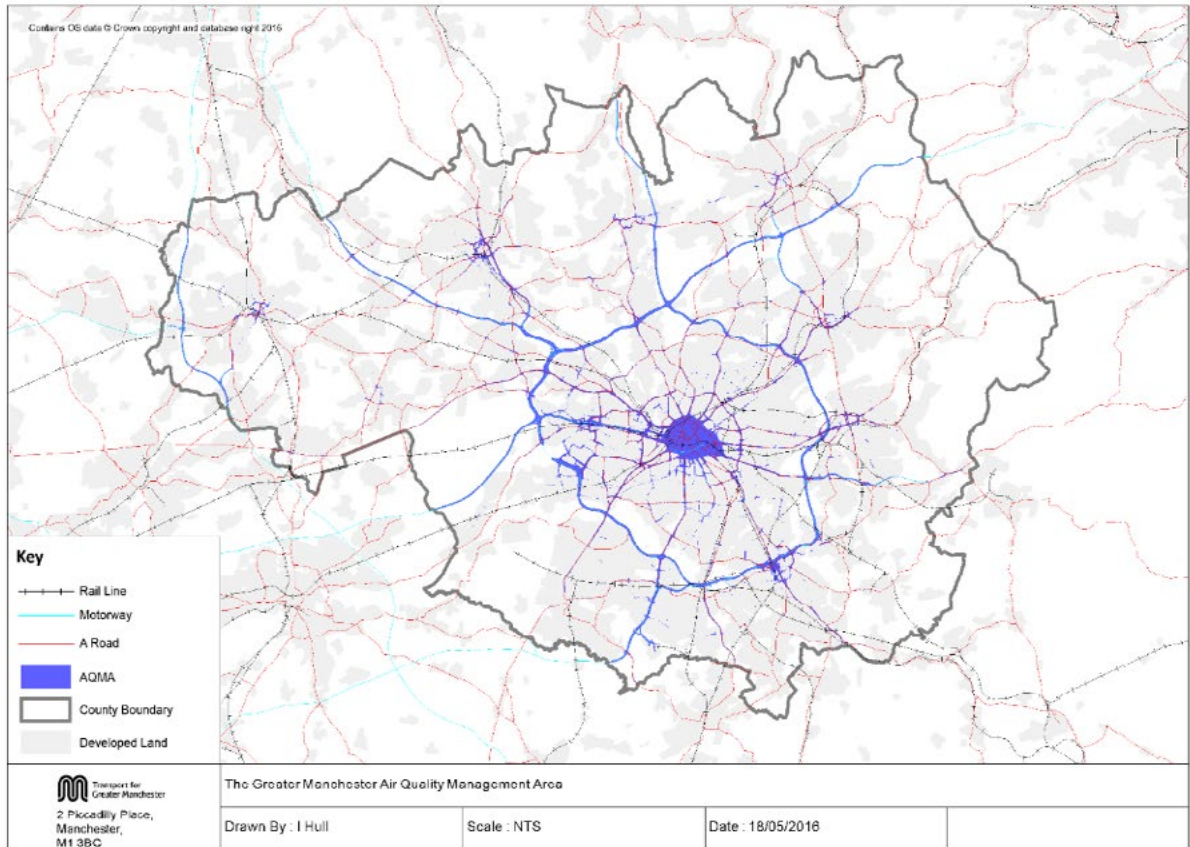 Contains OS data © Crown copyright and database right 2016
Key
Rail Line
Motorway
A Road
AQMA
County Boundary
Developed Land
Transport for
Greater Manchester
2 Piccadilly Place,
Manchester,
M1 3BG
The Greater Manchester Air Quality Management Area
Drawn By : I Hull
Scale : NTS
Date : 18/05/2016